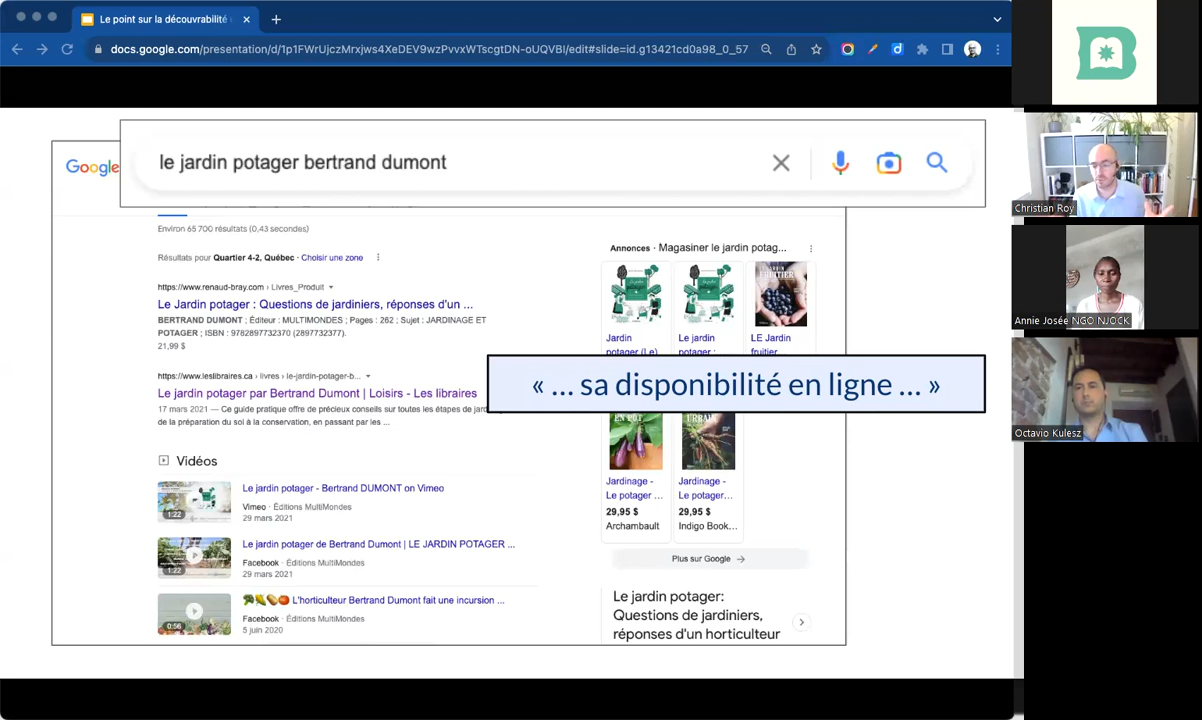 Le point sur la découvrabilité
docs.google.com/presentation/d/1p1FWrUjczMrxjws4XeDEV9wzPvvxWTscgtDN-oUQVBI/edit#slide=id.g13421cd0a98_0_57
Google
le jardin potager bertrand dumont
Environ 65 700 résultats (0,43 secondes)
Résultats pour Quartier 4-2, Québec · Choisir une zone
https://www.renaud-bray.com › Livres_Produit
Le Jardin potager : Questions de jardiniers, réponses d'un ...
BERTRAND DUMONT ; Éditeur : MULTIMONDES ; Pages : 262 ; Sujet : JARDINAGE ET
POTAGER ; ISBN : 9782897732370 (2897732377).
21,99 $
https://www.leslibraires.ca › livres › le-jardin-potager-b...
Le jardin potager par Bertrand Dumont | Loisirs - Les libraires
17 mars 2021 — Ce guide pratique offre de précieux conseils sur toutes les étapes de
de la préparation du sol à la conservation, en passant par les ...
Vidéos
Le jardin potager - Bertrand DUMONT on Vimeo
Vimeo · Éditions MultiMondes
29 mars 2021
1:22
Le jardin potager de Bertrand Dumont | LE JARDIN POTAGER ...
Facebook · Éditions MultiMondes
29 mars 2021
1:22
L'horticulteur Bertrand Dumont fait une incursion ...
Facebook · Éditions MultiMondes
5 juin 2020
0:56
Annonces · Magasiner le jardin potag...
Jardin
potager (Le)
Le jardin
potager :
LE Jardin
fruitier
« ... sa disponibilité en ligne ... »
EN POT
URBAIN
Jardinage -
Le potager ...
29,95 $
Archambault
Jardinage -
Le potager...
29,95 $
Indigo Book...
Plus sur Google
Le jardin potager:
Questions de jardiniers,
réponses d'un horticulteur
Christian Roy
Annie Josée NGO NJOCK
Octavio Kulesz